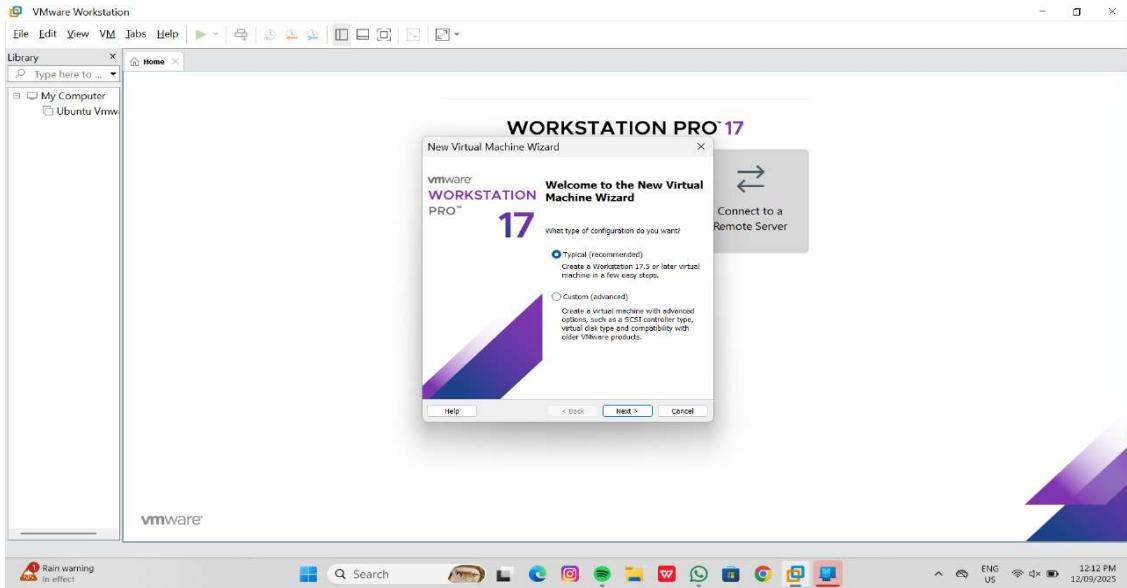 VMware Workstation
File Edit View VM Tabs Help
Library
Type here to ...
Home
My Computer
Ubuntu Vmw
WORKSTATION PRO™ 17
New Virtual Machine Wizard
vmware
WORKSTATION
PRO™
17
Welcome to the New Virtual
Machine Wizard
What type of configuration do you want?
Typical (recommended)
Create a Workstation 17.5 or later virtual
machine in a few easy steps.
Custom (advanced)
Create a virtual machine with advanced
options, such as a SCSI controller type,
virtual disk type and compatibility with
older VMware products.
Help
< Back
Next >
Cancel
Connect to a
Remote Server
vmware
1
Rain warning
In effect
Search
W
ENG
US
12:12 PM
12/09/2025